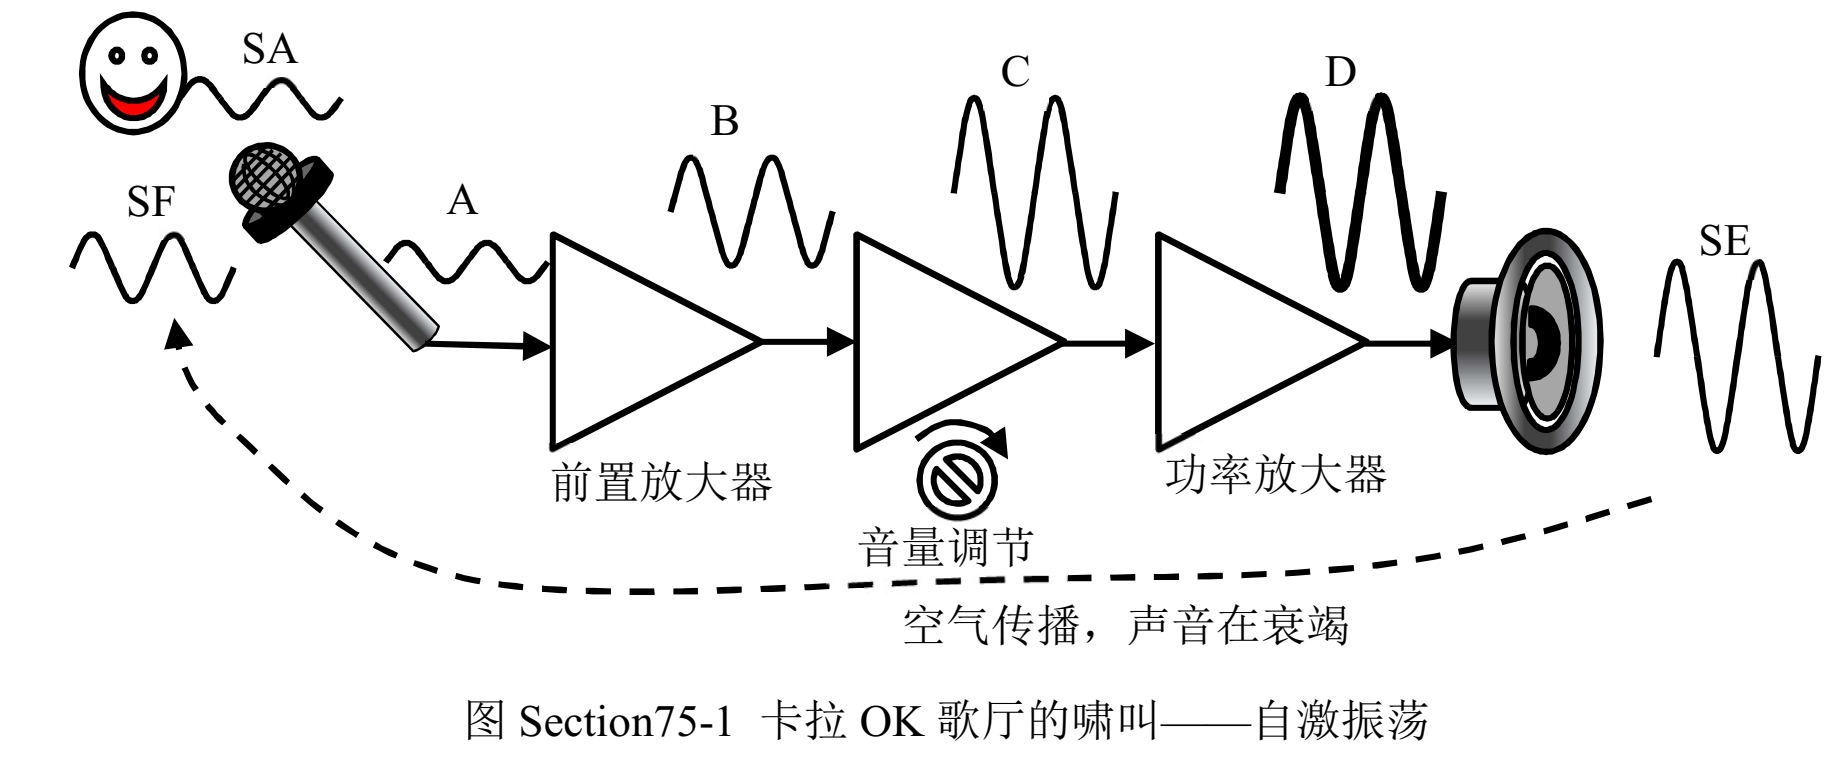 SA
SF
A
B
C
D
SE
前置放大器
音量调节
功率放大器
空气传播，声音在衰竭
图 Section75-1 卡拉 OK 歌厅的啸叫——自激振荡